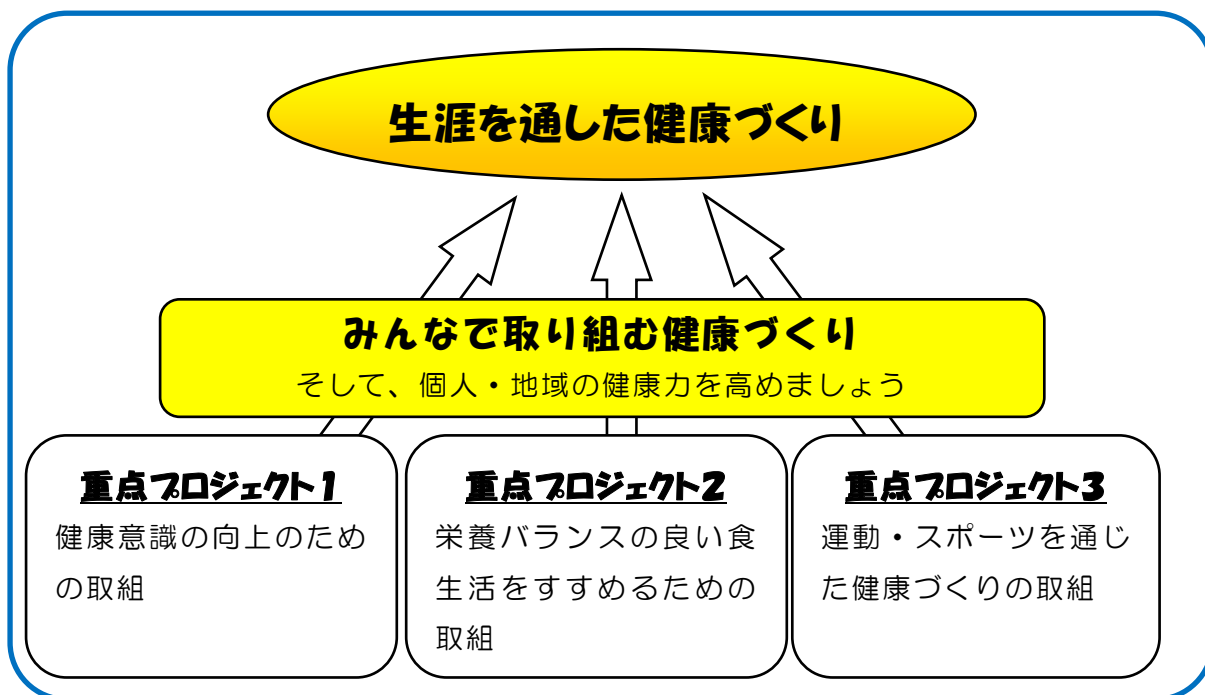 生涯を通した健康づくり
みんなで取り組む健康づくり
そして、個人・地域の健康力を高めましょう
重点プロジェクト1
健康意識の向上のため
の取組
重点プロジェクト2
栄養バランスの良い食
生活をすすめるための
取組
重点プロジェクト3
運動・スポーツを通じ
た健康づくりの取組